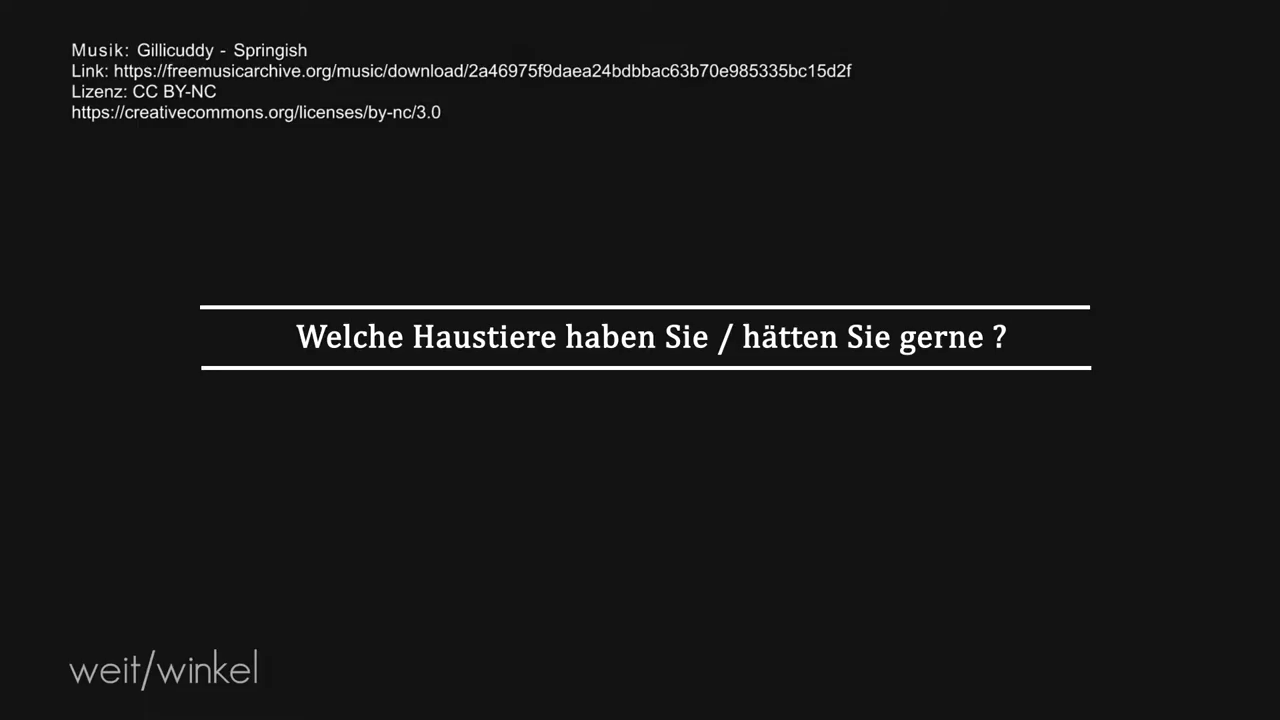 Musik: Gillicuddy - Springish
Link: https://freemusicarchive.org/music/download/2a46975f9daea24bdbbac63b70e985335bc15d2f
Lizenz: CC BY-NC
https://creativecommons.org/licenses/by-nc/3.0
Welche Haustiere haben Sie / hätten Sie gerne ?
weit/winkel